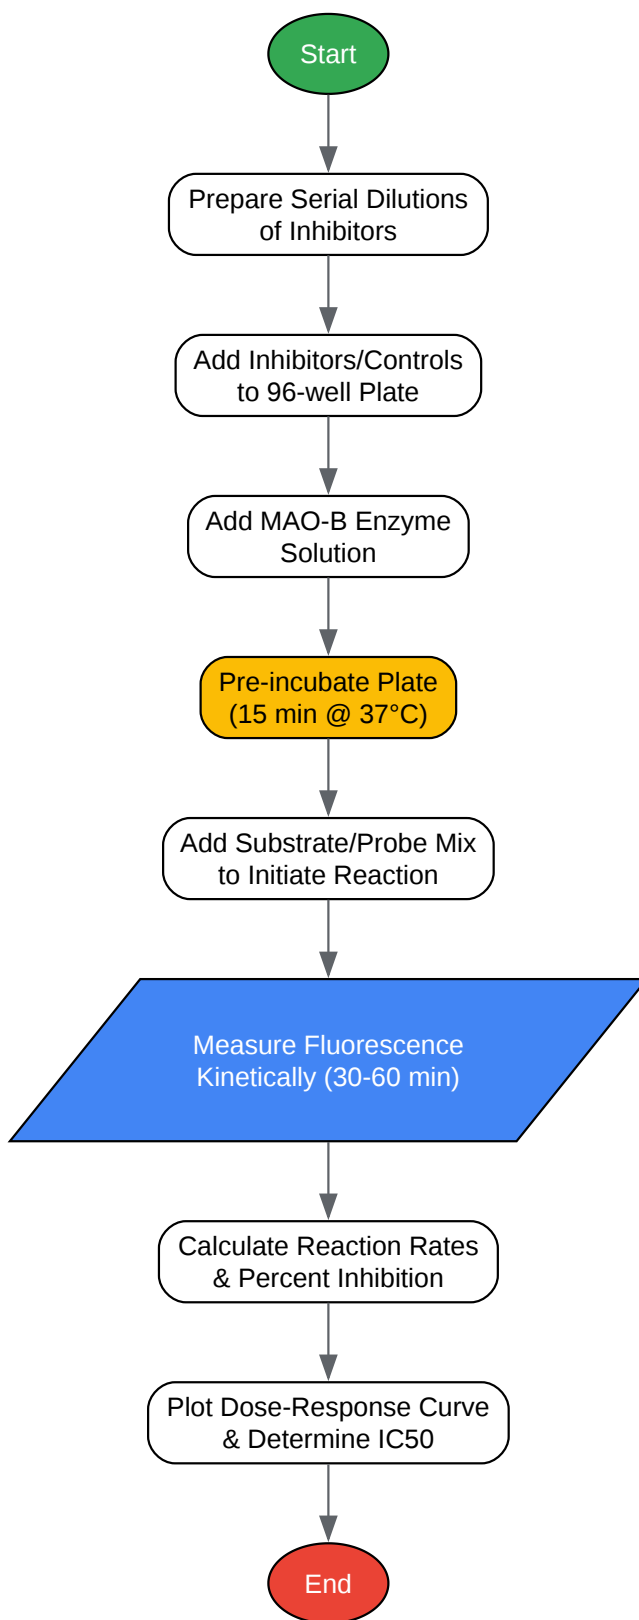 Start
Prepare Serial Dilutions
of Inhibitors
Add Inhibitors/Controls
to 96-well Plate
Add MAO-B Enzyme
Solution
Pre-incubate Plate
(15 min @ 37°C)
Add Substrate/Probe Mix
to Initiate Reaction
Measure Fluorescence
Kinetically (30-60 min)
Calculate Reaction Rates
& Percent Inhibition
Plot Dose-Response Curve
& Determine IC50
End